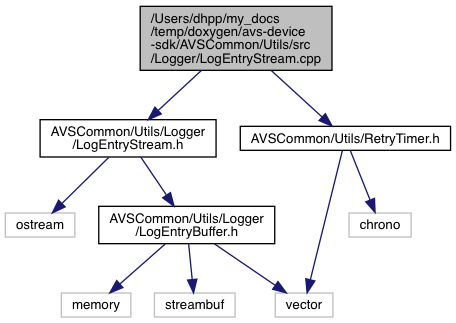 /Users/dhpp/my_docs
/temp/doxygen/avs-device
-sdk/AVSCommon/Utils/src
/Logger/LogEntryStream.cpp
AVSCommon/Utils/Logger
/LogEntryStream.h
AVSCommon/Utils/RetryTimer.h
ostream
AVSCommon/Utils/Logger
/LogEntryBuffer.h
chrono
memory
streambuf
vector